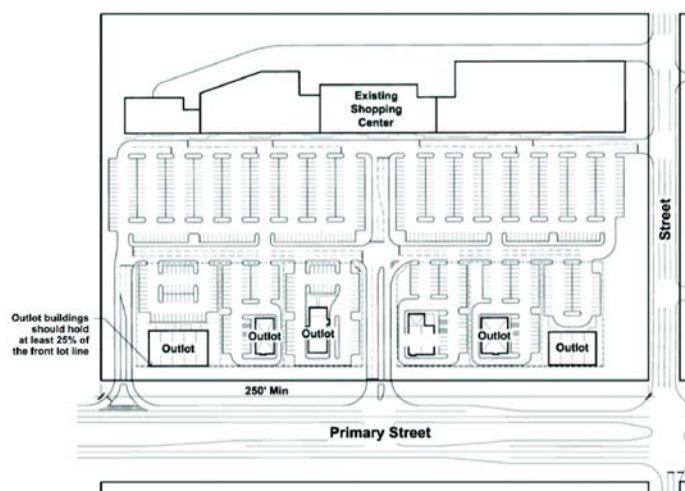 Existing
Shopping
Center
Street
Outlot buildings
should hold
at least 25% of
the front lot line
Outlot
Outlot
Outlot
Outlot
Outlot
Outlot
250' Min
Primary Street